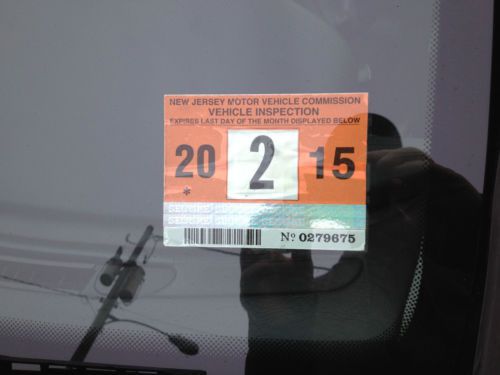 NEW JERSEY MOTOR VEHICLE COMMISSION
VEHICLE INSPECTION
EXPIRES LAST DAY OF THE MONTH DISPLAYED BELOW
20 2 15
*
No 0279675